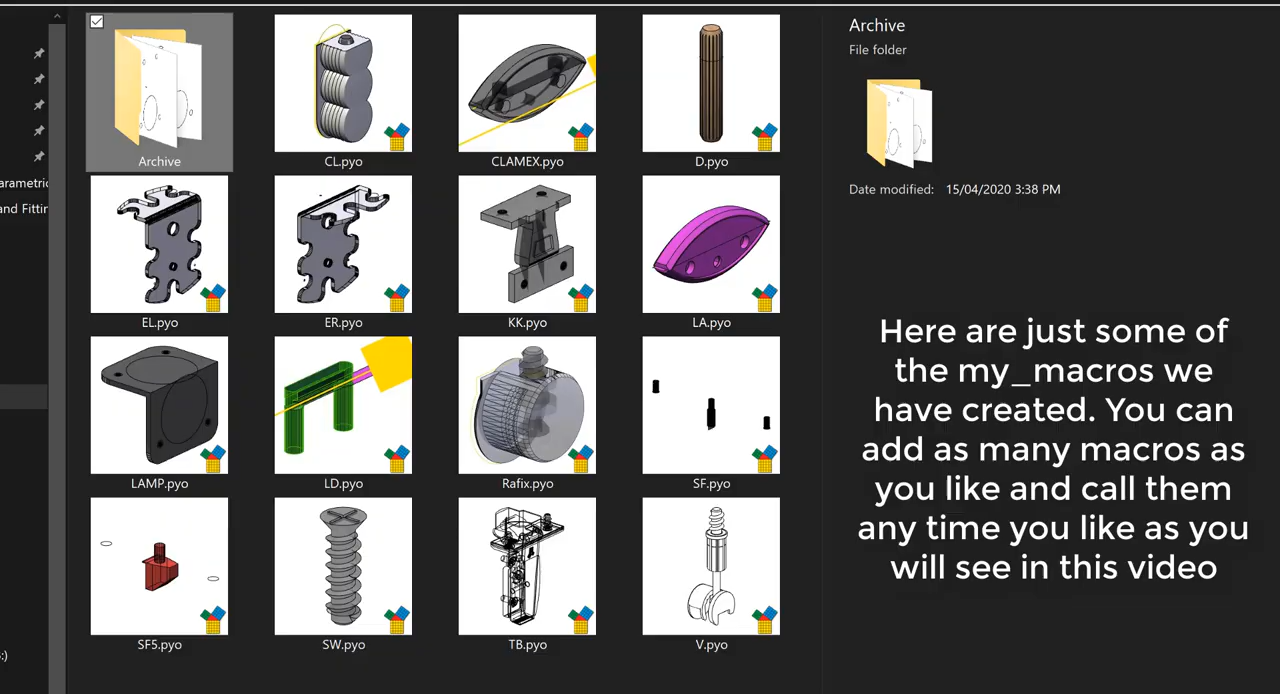 arametric
and Fittin
:)
Archive
CL.pyo
CLAMEX.pyo
D.pyo
EL.pyo
ER.pyo
KK.pyo
LA.pyo
LAMP.pyo
LD.pyo
Rafix.pyo
SF.pyo
SF5.pyo
SW.pyo
TB.pyo
V.pyo
Archive
File folder
Date modified: 15/04/2020 3:38 PM
Here are just some of
the my_macros we
have created. You can
add as many macros as
you like and call them
any time you like as you
will see in this video